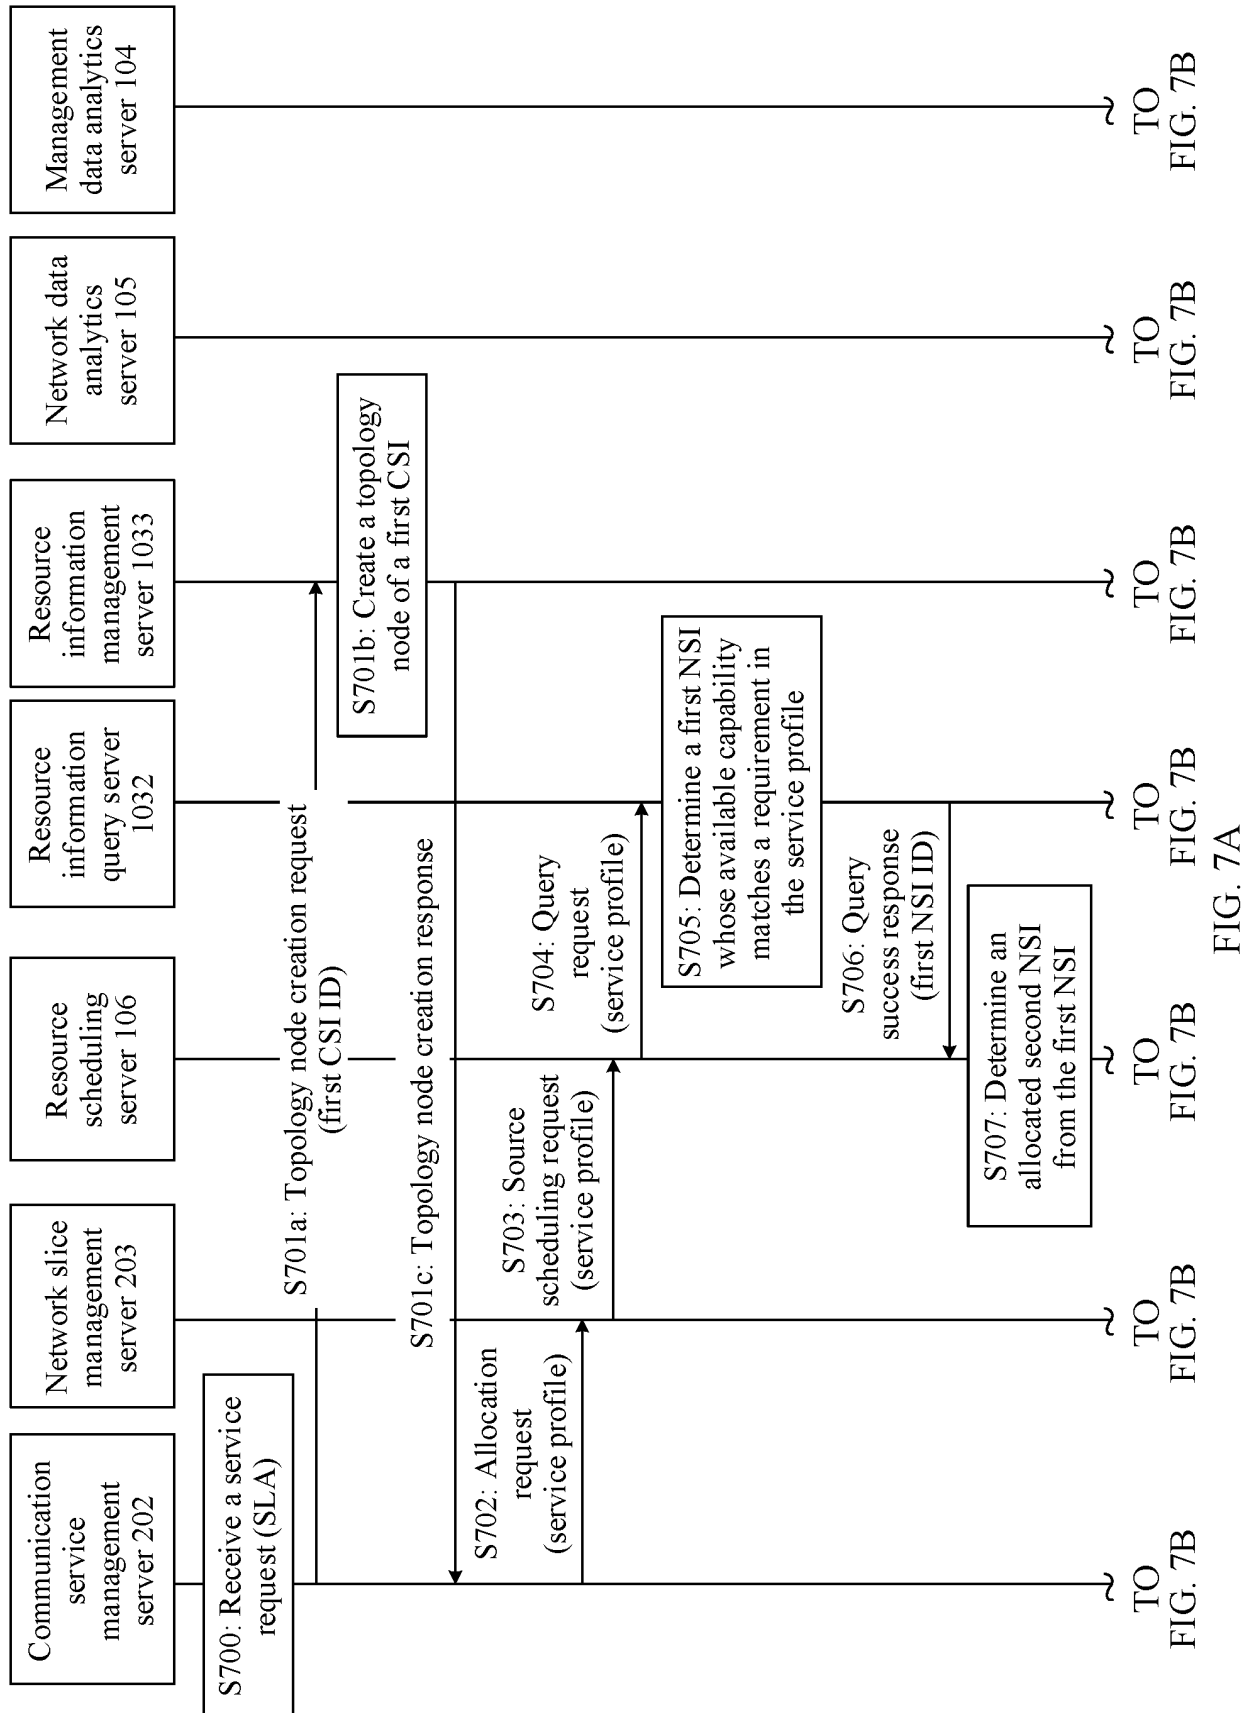 Communication
service
management
server 202
Network slice
management
server 203
Resource
scheduling
server 106
Resource
information
query server
1032
Resource
information
management
server 1033
Network data
analytics
server 105
Management
data analytics
server 104
S700: Receive a service
request (SLA)
S701a: Topology node creation request
(first CSI ID)
S701b: Create a topology
node of a first CSI
S701c: Topology node creation response
S702: Allocation
request
(service profile)
S703: Source
scheduling request
(service profile)
S704: Query
request
(service profile)
S705: Determine a first NSI
whose available capability
matches a requirement in
the service profile
S706: Query
success response
(first NSI ID)
S707: Determine an
allocated second NSI
from the first NSI
TO
FIG. 7B
TO
FIG. 7B
TO
FIG. 7B
TO
FIG. 7B
TO
FIG. 7B
TO
FIG. 7B
TO
FIG. 7B
FIG. 7A